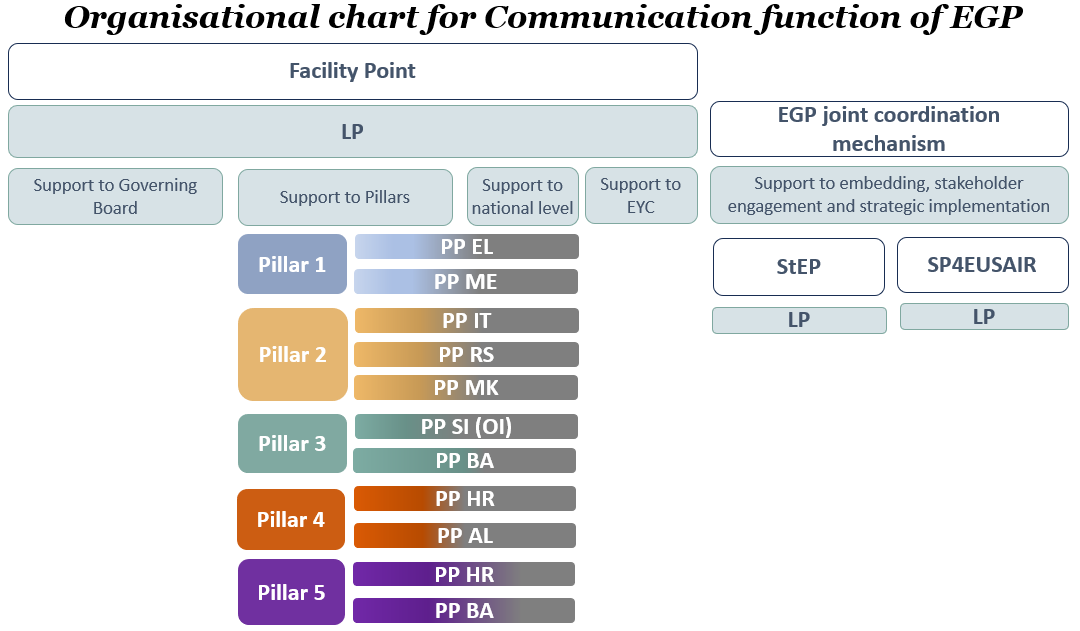 Organisational chart for Communication function of EGP
Facility Point
LP
Support to Governing
Board
Support to Pillars
Support to
national level
Support to
EYC
Pillar 1
PP EL
PP ME
Pillar 2
PP IT
PP RS
PP MK
Pillar 3
PP SI (OI)
PP BA
Pillar 4
PP HR
PP AL
Pillar 5
PP HR
PP BA
EGP joint coordination
mechanism
Support to embedding, stakeholder
engagement and strategic implementation
StEP
SP4EUSAIR
LP
LP